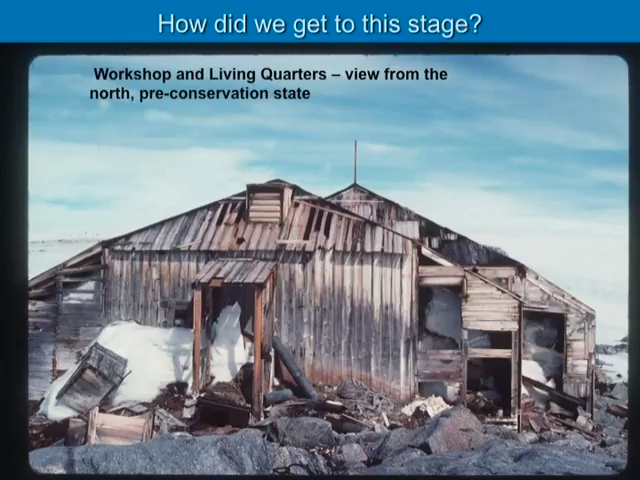 How did we get to this stage?
Workshop and Living Quarters – view from the
north, pre-conservation state